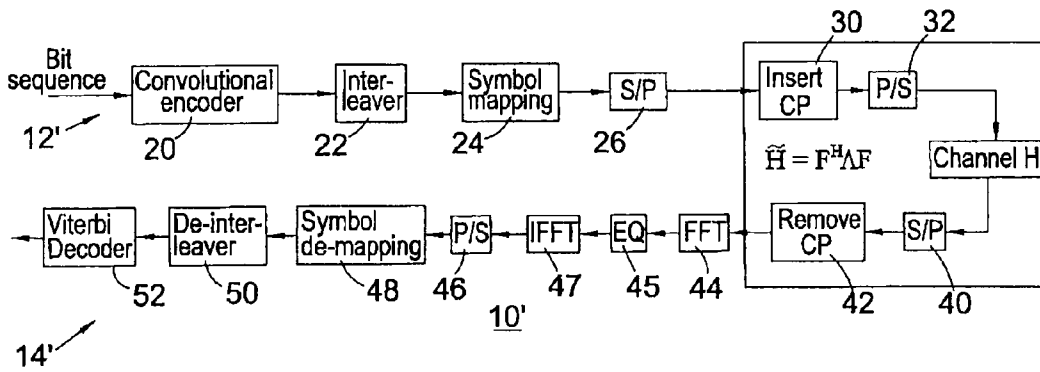 Bit
sequence
12'
Convolutional
encoder
20
Inter-
leaver
22
Symbol
mapping
24
S/P
26
30
Insert
CP
32
P/S
H̃ = FᴴΛF
Channel H
Viterbi
Decoder
52
De-inter-
leaver
50
Symbol
de-mapping
48
P/S
46
IFFT
47
EQ
45
FFT
44
Remove
CP
42
S/P
40
10'
14'